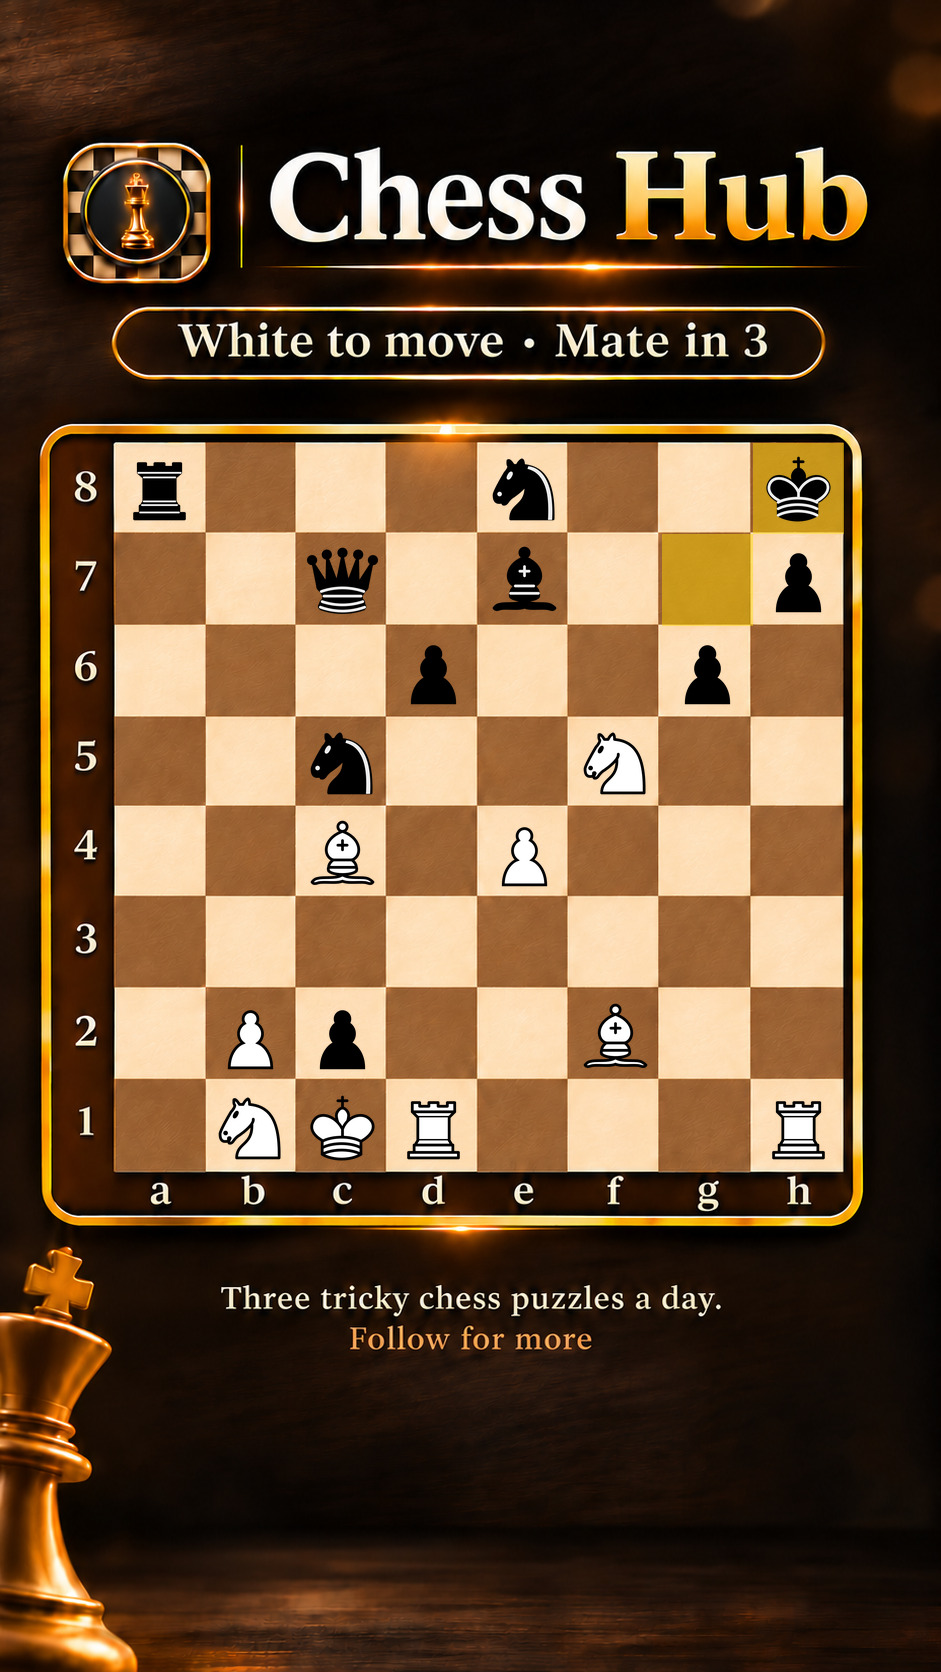 Chess Hub
White to move • Mate in 3
8
7
6
5
4
3
2
1
a b c d e f g h
Three tricky chess puzzles a day.
Follow for more